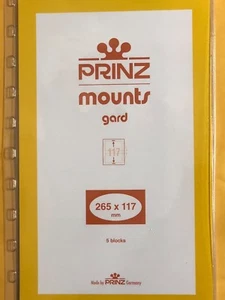 PRINZ
mounts
gard
117
265 x 117
mm
5 blocks
Made by PRINZ Germany